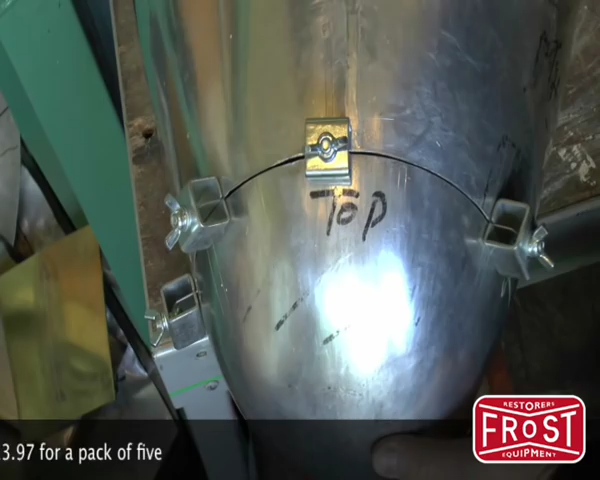 Top
3.97 for a pack of five
RESTORERS
FROST
EQUIPMENT